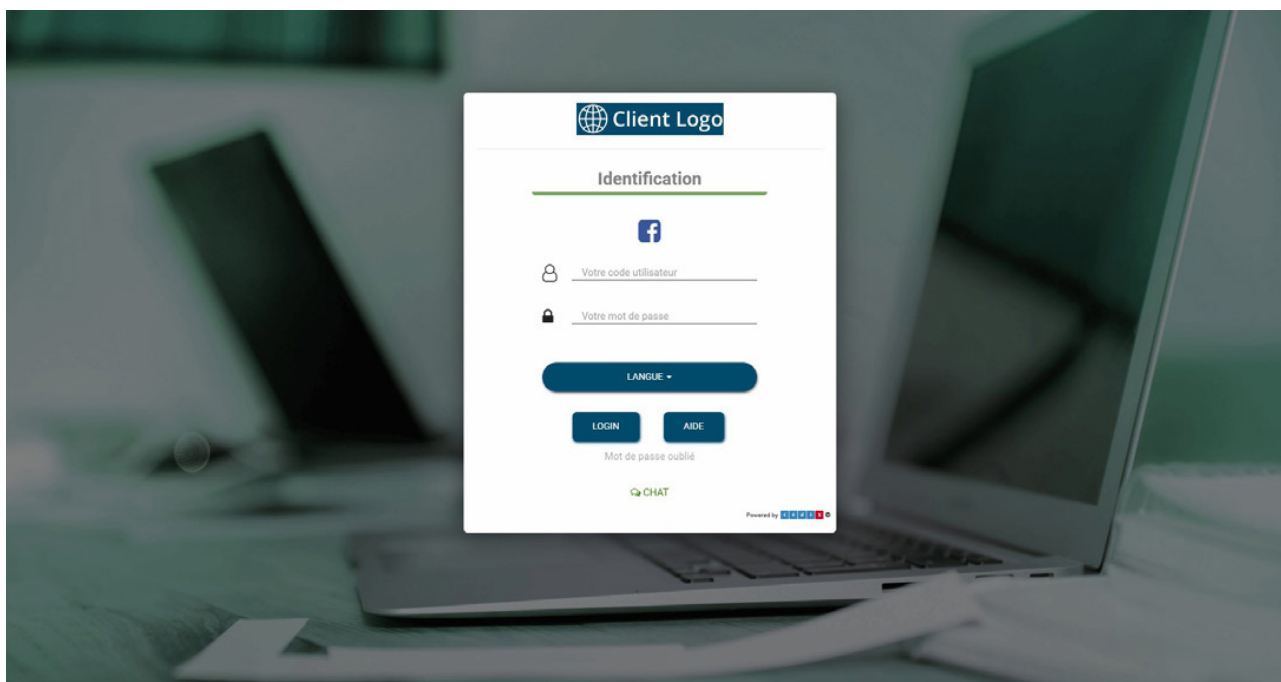 Client Logo
Identification
Votre code utilisateur
Votre mot de passe
LANGUE
LOGIN AIDE
Mot de passe oublié
CHAT
Powered by